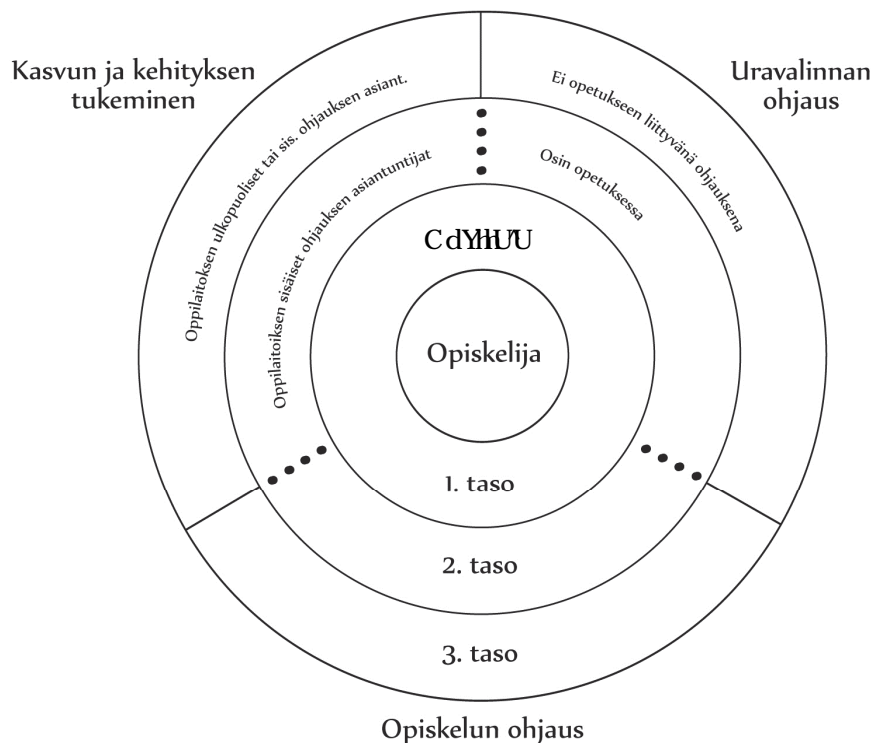 Kasvun ja kehityksen
tukeminen
Uravalinnan
ohjaus
Oppilaitoksen ulkopuoliset tai sis. ohjauksen asiant.
Ei opetukseen liittyvänä ohjauksena
Oppilaitoiksen sisäiset ohjauksen asiantuntijat
Osin opetuksessa
Opiskelija
1. taso
2. taso
3. taso
Opiskelun ohjaus